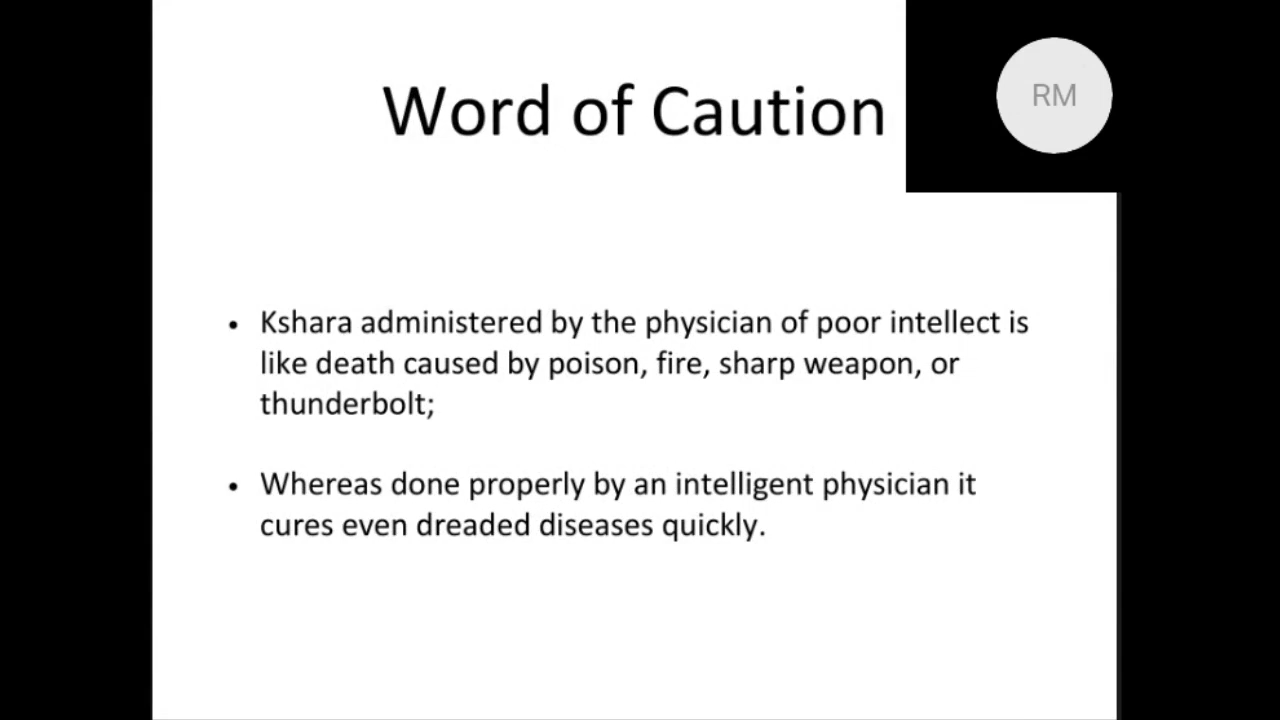 Word of Caution
RM
• Kshara administered by the physician of poor intellect is
like death caused by poison, fire, sharp weapon, or
thunderbolt;
• Whereas done properly by an intelligent physician it
cures even dreaded diseases quickly.